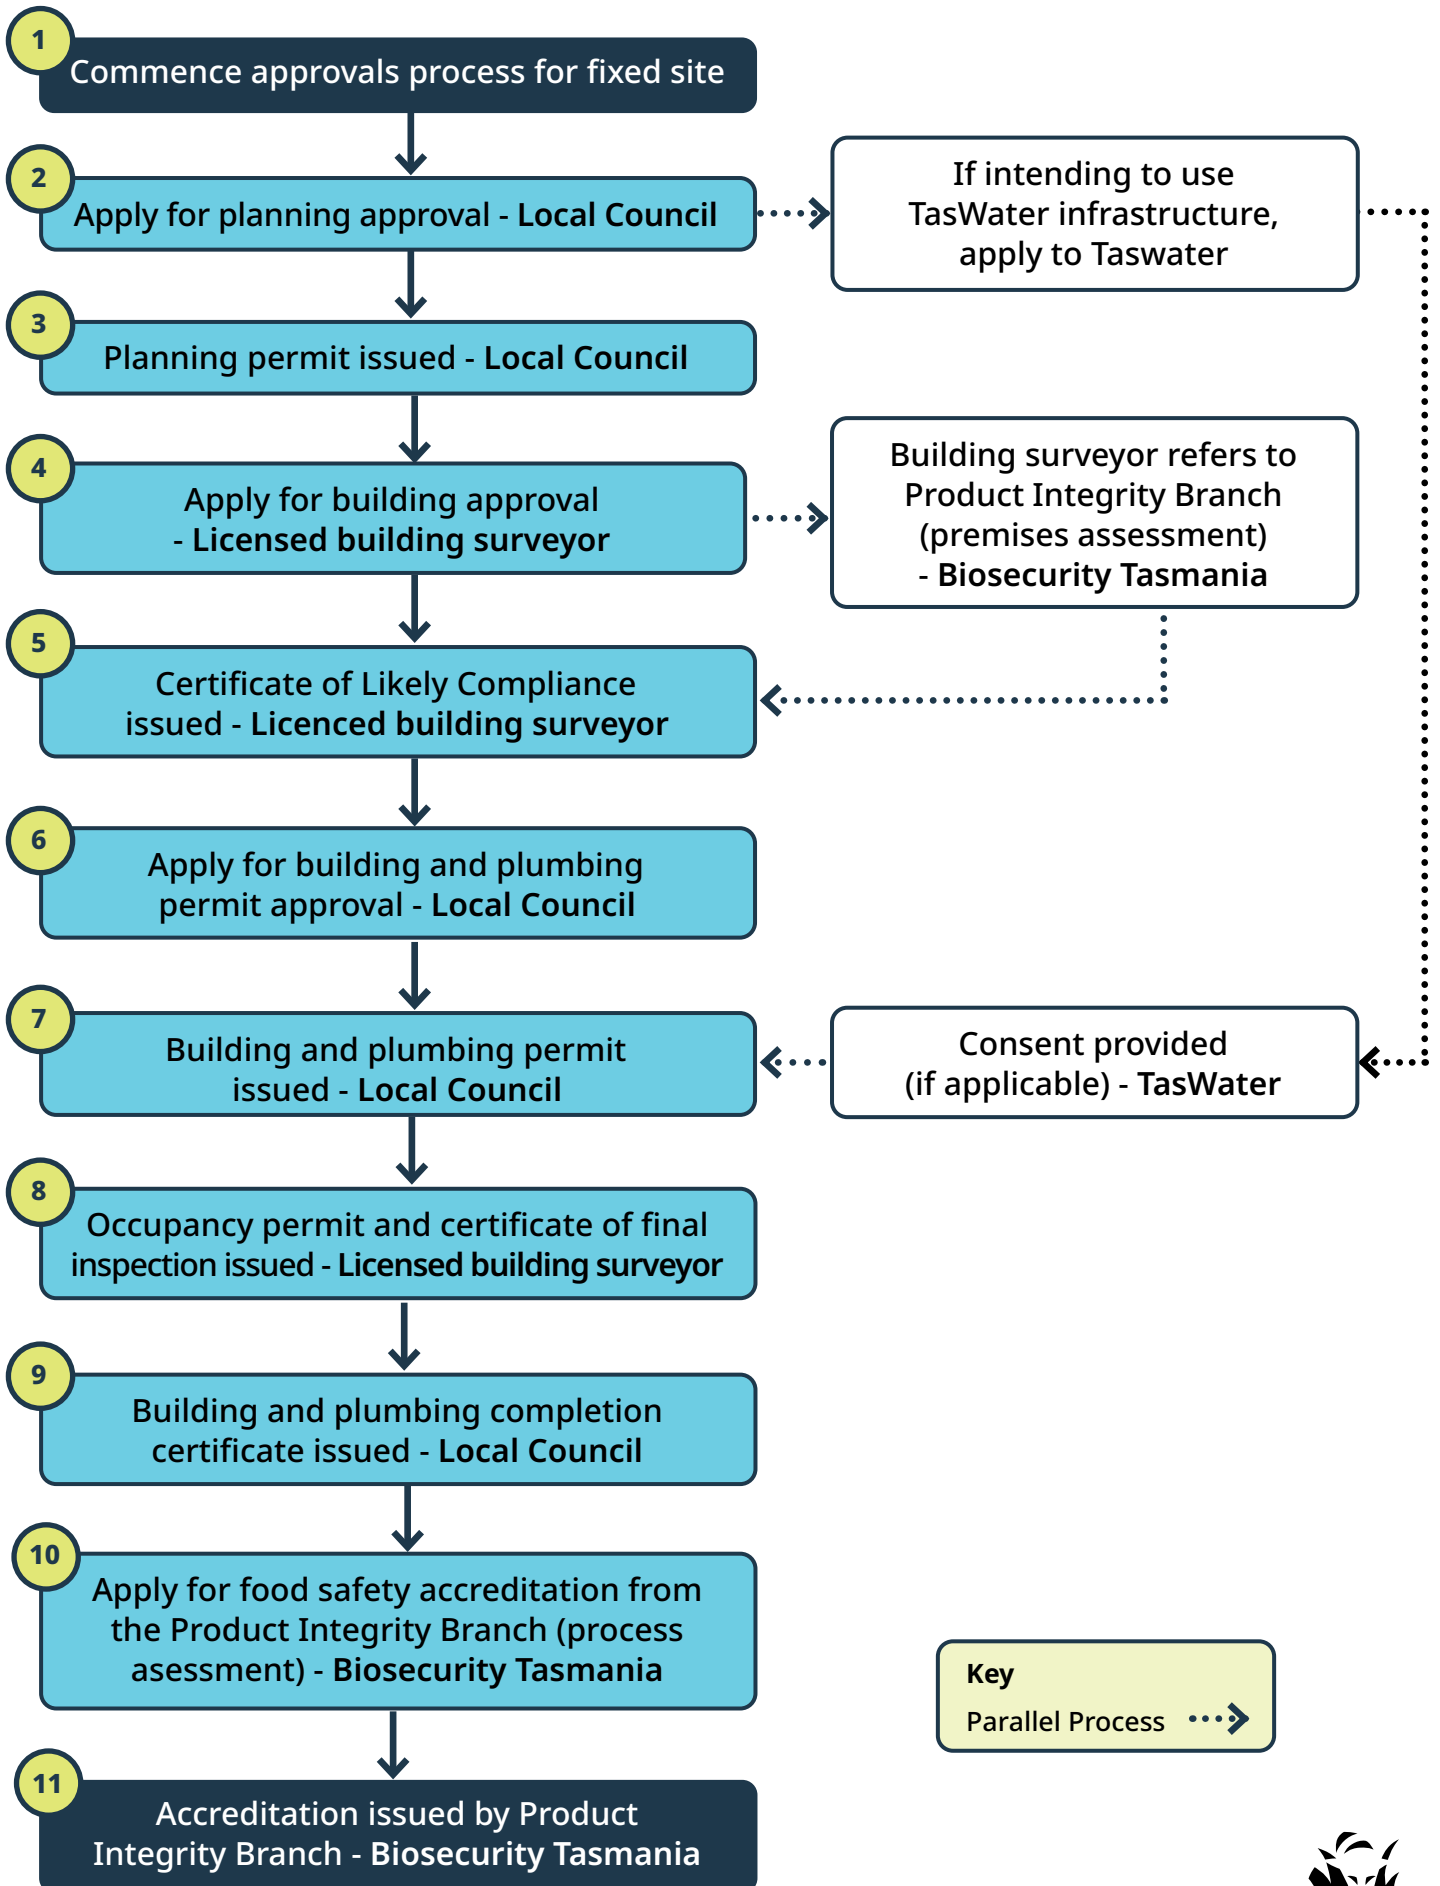 1
Commence approvals process for fixed site
2
Apply for planning approval - Local Council
If intending to use
TasWater infrastructure,
apply to Taswater
3
Planning permit issued - Local Council
4
Apply for building approval
- Licensed building surveyor
Building surveyor refers to
Product Integrity Branch
(premises assessment)
- Biosecurity Tasmania
5
Certificate of Likely Compliance
issued - Licenced building surveyor
6
Apply for building and plumbing
permit approval - Local Council
7
Building and plumbing permit
issued - Local Council
Consent provided
(if applicable) - TasWater
8
Occupancy permit and certificate of final
inspection issued - Licensed building surveyor
9
Building and plumbing completion
certificate issued - Local Council
10
Apply for food safety accreditation from
the Product Integrity Branch (process
asessment) - Biosecurity Tasmania
Key
Parallel Process
11
Accreditation issued by Product
Integrity Branch - Biosecurity Tasmania